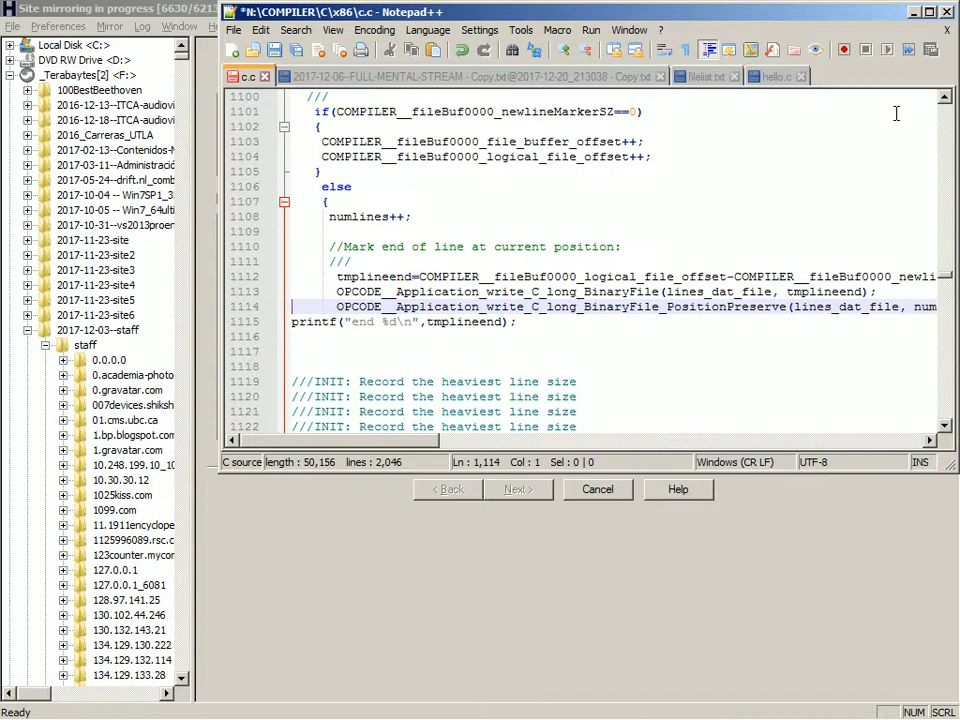 Site mirroring in progress [6630/6213
File Preferences Mirror Log Window H
Local Disk <C:>
DVD RW Drive <D:>
_Terabaytes[2] <F:>
100BestBeethoven
2016-12-13--ITCA-audiovi
2016-12-18--ITCA-audiovi
2016_Carreras_UTLA
2017-02-13--Contenidos-M
2017-03-11--Administració
2017-05-24--drift.nl_comb
2017-10-04 -- Win7SP1_3
2017-10-05 -- Win7_64ulti
2017-10-31--vs2013proen
2017-11-23-site
2017-11-23-site2
2017-11-23-site3
2017-11-23-site4
2017-11-23-site5
2017-11-23-site6
2017-12-03--staff
staff
0.0.0.0
0.academia-photo
0.gravatar.com
007devices.shiksh
01.cms.ubc.ca
1.bp.blogspot.com
1.gravatar.com
10.248.199.10_10
10.30.30.12
1025kiss.com
1099.com
11.1911encyclope
1125996089.rsc.c
123counter.mycom
127.0.0.1
127.0.0.1_6081
128.97.141.25
130.102.44.246
130.132.143.21
134.129.130.222
134.129.132.114
134.129.133.28
Ready
*N:\COMPILER\C\x86\c.c - Notepad++
File Edit Search View Encoding Language Settings Tools Macro Run Window ? X
c.c 2017-12-06--FULL-MENTAL-STREAM - Copy.txt@2017-12-20_213038 - Copy.txt filelist.txt hello.c
1100 ///
1101 if(COMPILER__fileBuf0000_newlineMarkerSZ==0)
1102 {
1103 COMPILER__fileBuf0000_file_buffer_offset++;
1104 COMPILER__fileBuf0000_logical_file_offset++;
1105 }
1106 else
1107 {
1108 numlines++;
1109
1110 //Mark end of line at current position:
1111 ///
1112 tmplineend=COMPILER__fileBuf0000_logical_file_offset-COMPILER__fileBuf0000_newli
1113 OPCODE__Application_write_C_long_BinaryFile(lines_dat_file, tmplineend);
1114 OPCODE__Application_write_C_long_BinaryFile_PositionPreserve(lines_dat_file, num
1115 printf("end %d\n",tmplineend);
1116
1117
1118
1119 ///INIT: Record the heaviest line size
1120 ///INIT: Record the heaviest line size
1121 ///INIT: Record the heaviest line size
1122 ///INIT: Record the heaviest line size
C source length : 50,156 lines : 2,046 Ln : 1,114 Col : 1 Sel : 0 | 0 Windows (CR LF) UTF-8 INS
< Back Next > Cancel Help
NUM SCRL